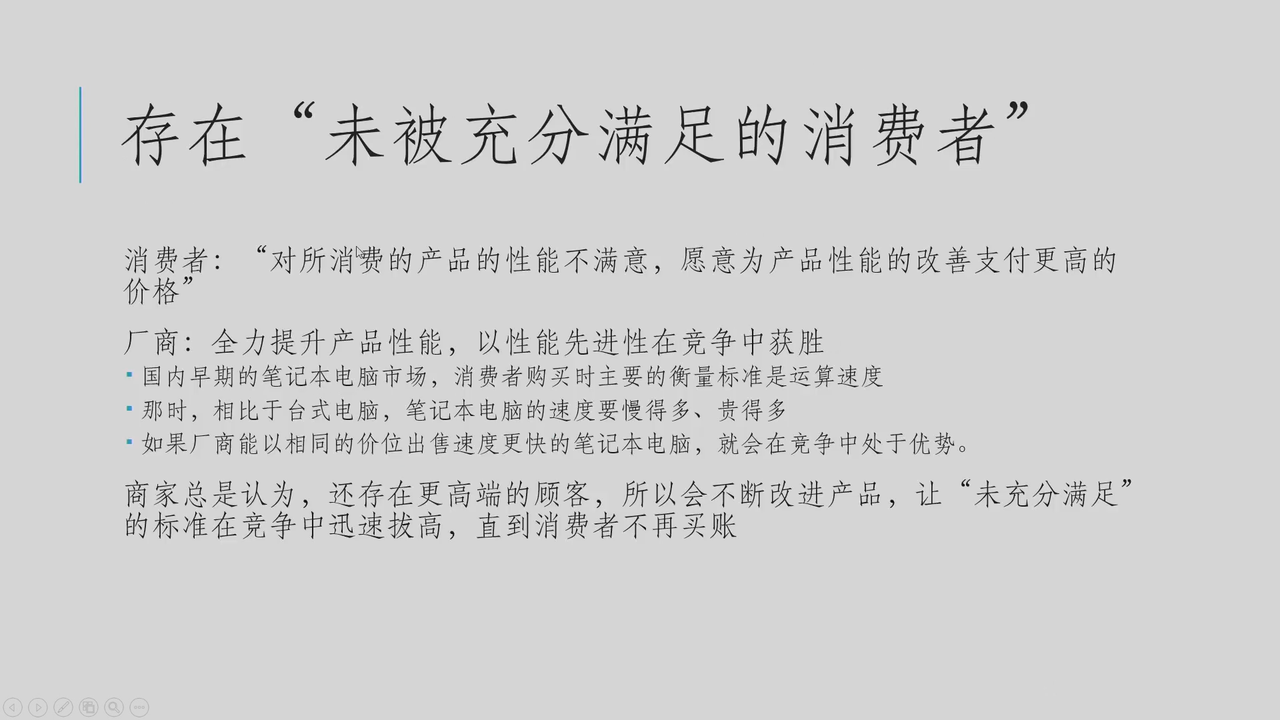 存在“未被充分满足的消费者”
消费者：“对所消费的产品的性能不满意，愿意为产品性能的改善支付更高的
价格”
厂商：全力提升产品性能，以性能先进性在竞争中获胜
▪ 国内早期的笔记本电脑市场，消费者购买时主要的衡量标准是运算速度
▪ 那时，相比于台式电脑，笔记本电脑的速度要慢得多、贵得多
▪ 如果厂商能以相同的价位出售速度更快的笔记本电脑，就会在竞争中处于优势。
商家总是认为，还存在更高端的顾客，所以会不断改进产品，让“未充分满足”
的标准在竞争中迅速拔高，直到消费者不再买账